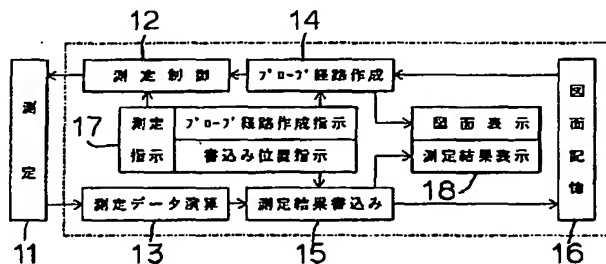 12
14
測定制御
ﾌﾟﾛｰﾌﾞ経路作成
測定
17
測定指示
ﾌﾟﾛｰﾌﾞ経路作成指示
書込み位置指示
図面表示
測定結果表示
図面記憶
18
測定データ演算
測定結果書込み
11
13
15
16